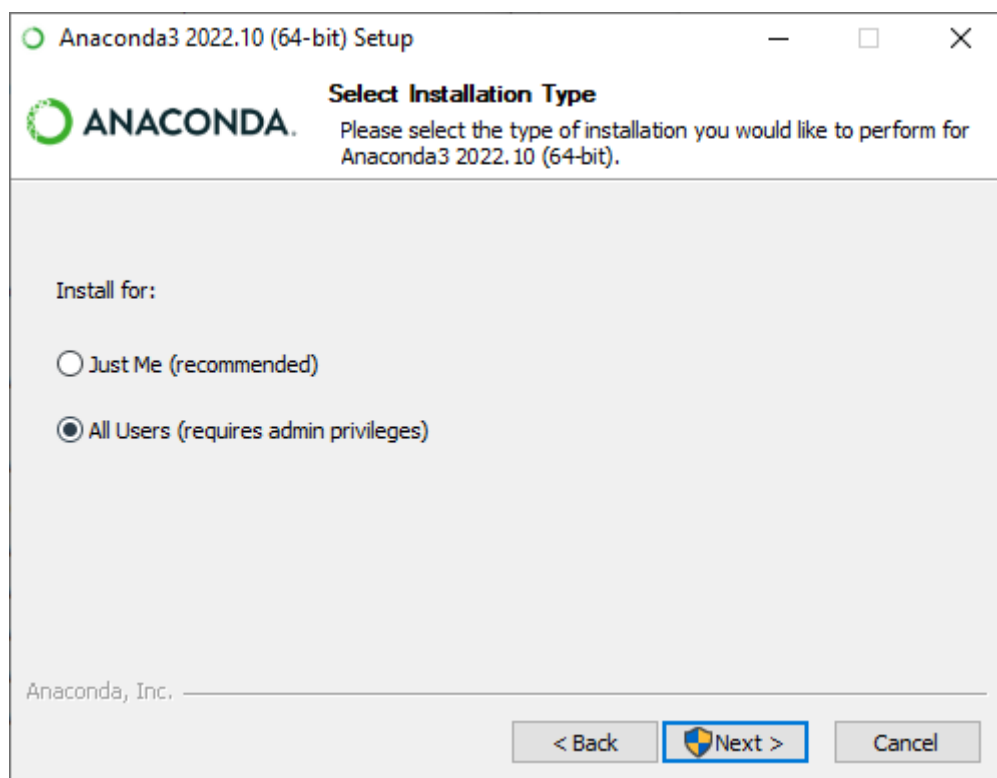 Anaconda3 2022.10 (64-bit) Setup
ANACONDA.
Select Installation Type
Please select the type of installation you would like to perform for
Anaconda3 2022.10 (64-bit).
Install for:
Just Me (recommended)
All Users (requires admin privileges)
Anaconda, Inc.
< Back
Next >
Cancel